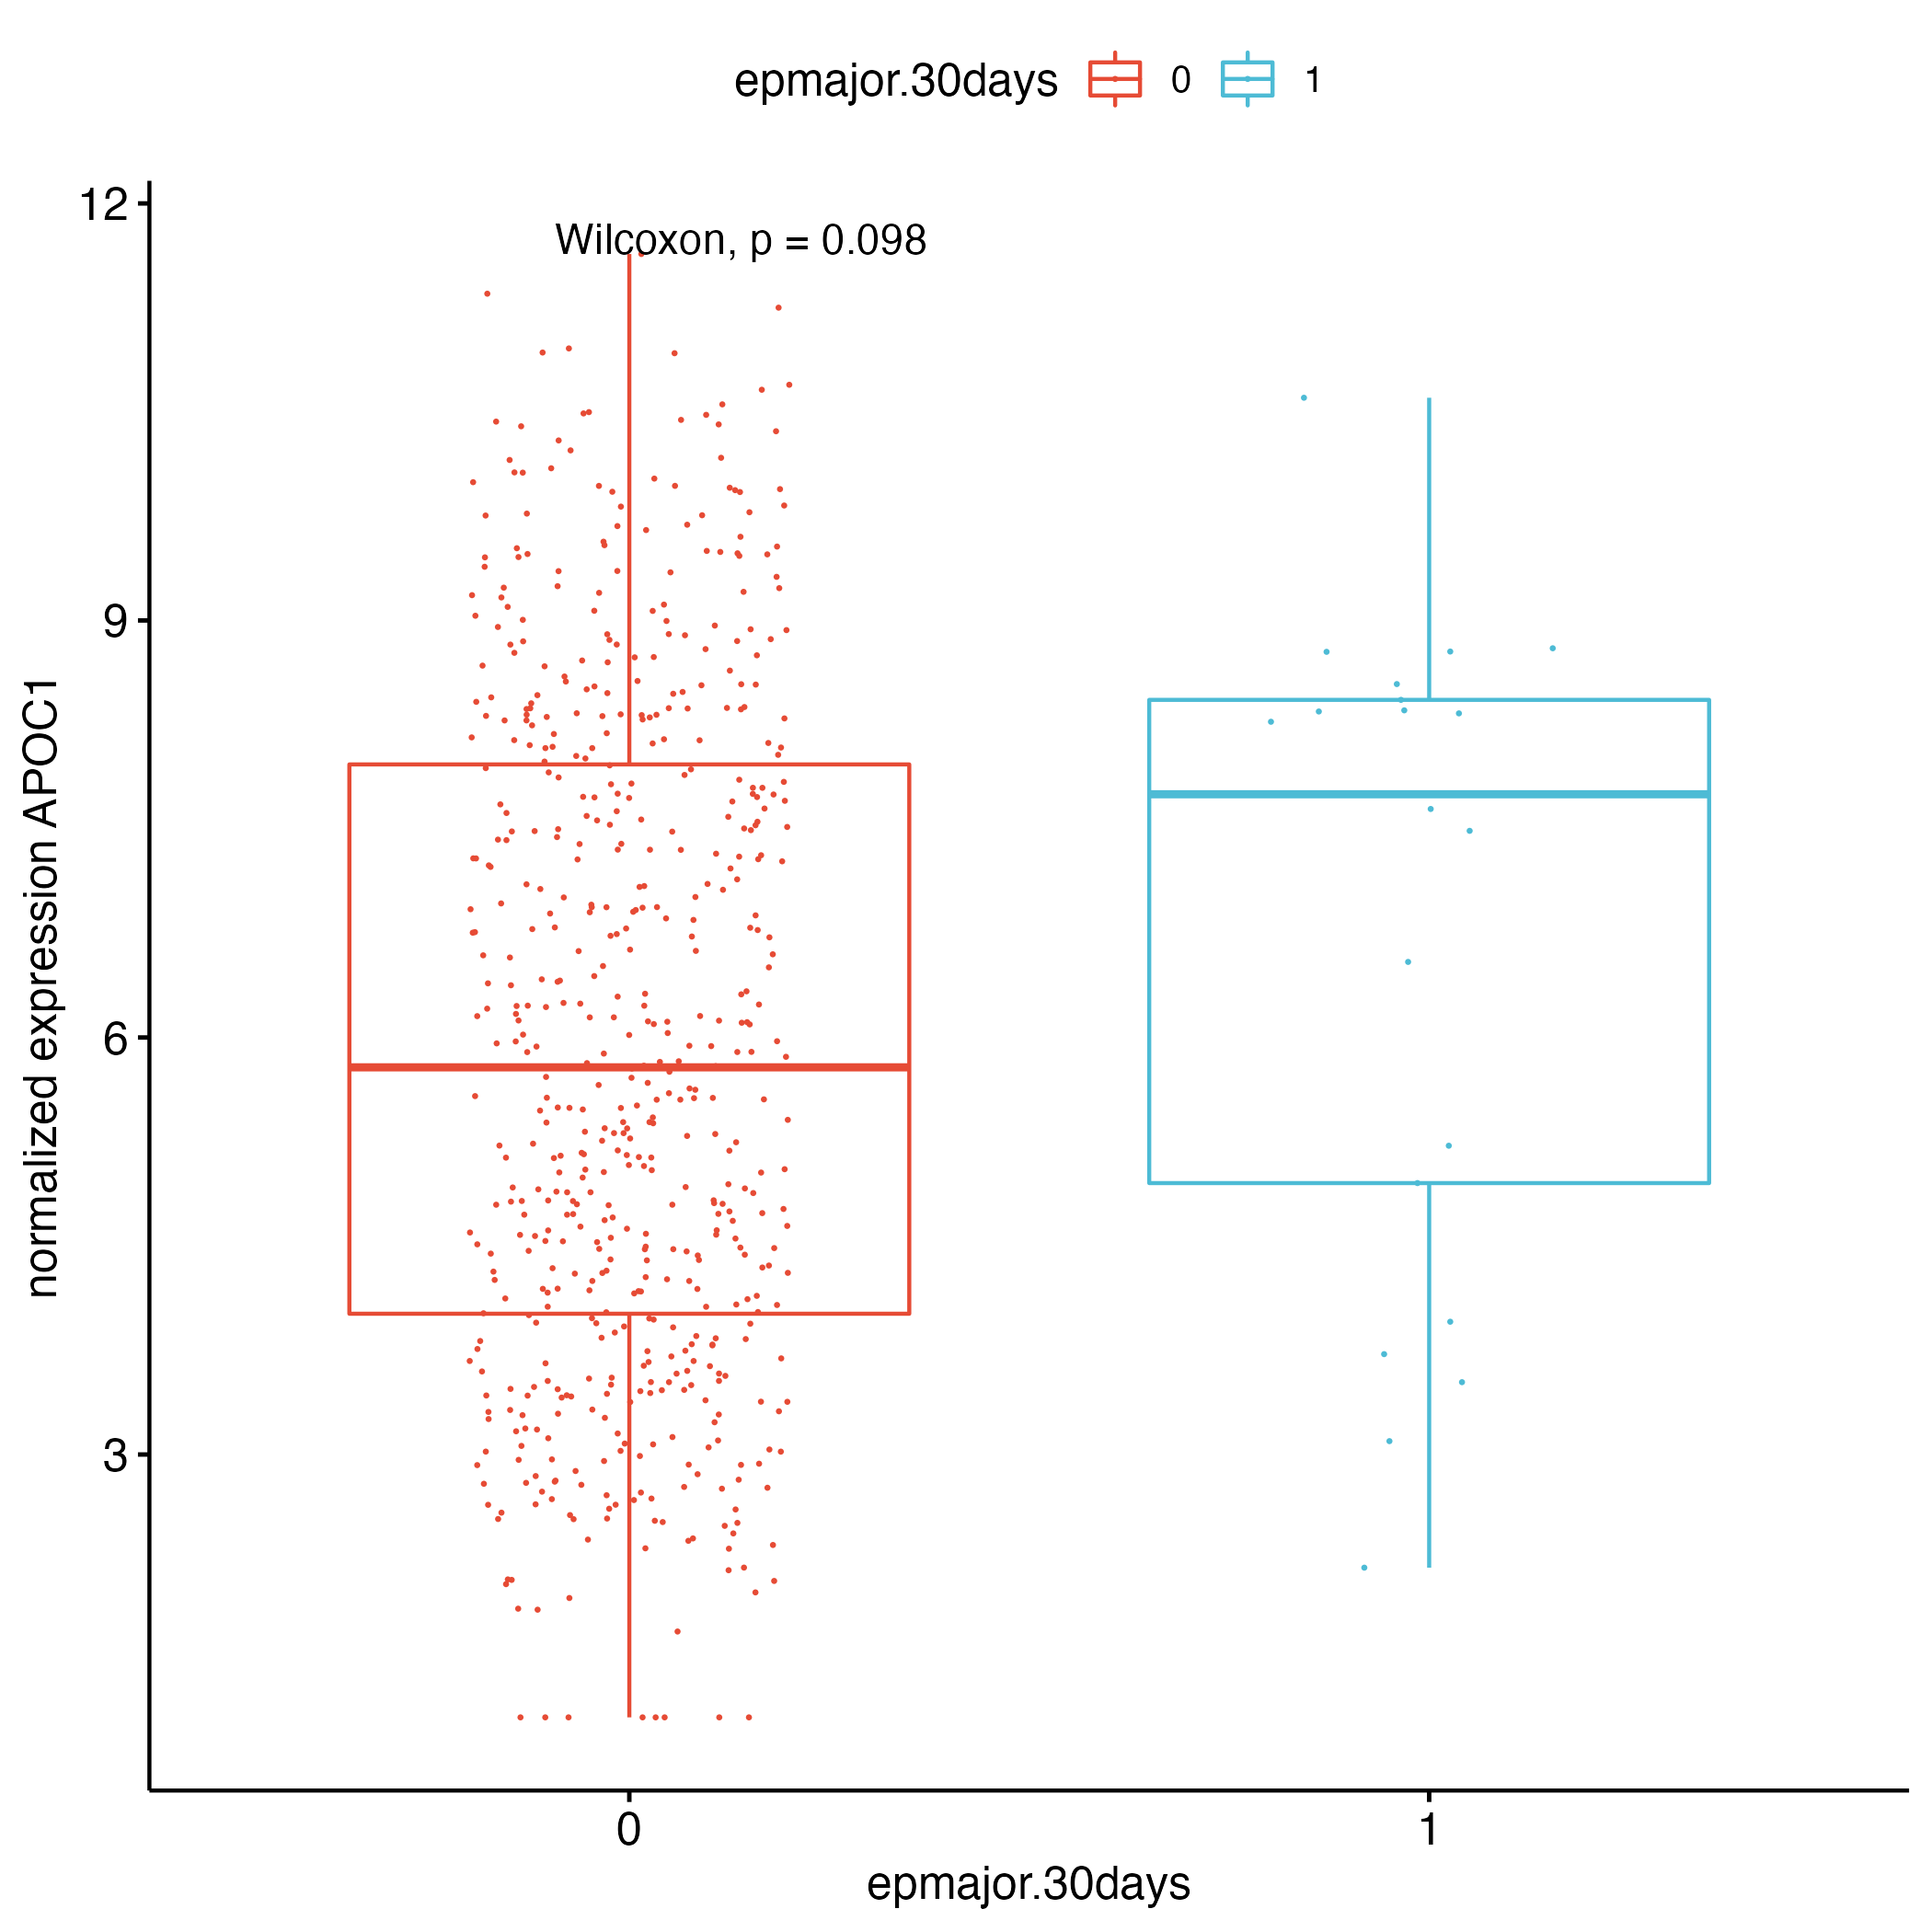 epmajor.30days 0 1
12
Wilcoxon, p = 0.098
9
6
3
normalized expression APOC1
0 1
epmajor.30days